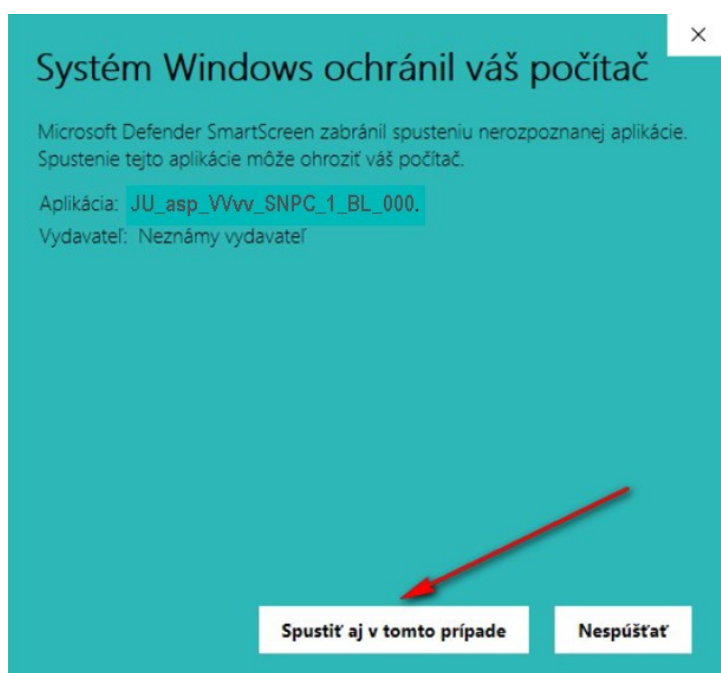 Systém Windows ochránil váš počítač
Microsoft Defender SmartScreen zabránil spusteniu nerozpoznanej aplikácie.
Spustenie tejto aplikácie môže ohroziť váš počítač.
Aplikácia: JU_asp_VVvv_SNPC_1_BL_000.
Vydavateľ: Neznámy vydavateľ
Spustiť aj v tomto prípade Nespúšťať